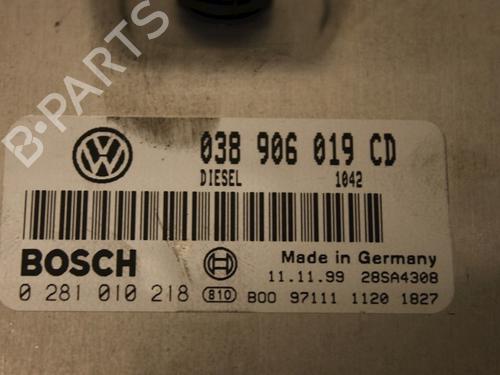 B-PARTS
038 906 019 CD
DIESEL 1042
BOSCH
Made in Germany
11.11.99 28SA4308
0 281 010 218 810 B00 97111 1120 1827